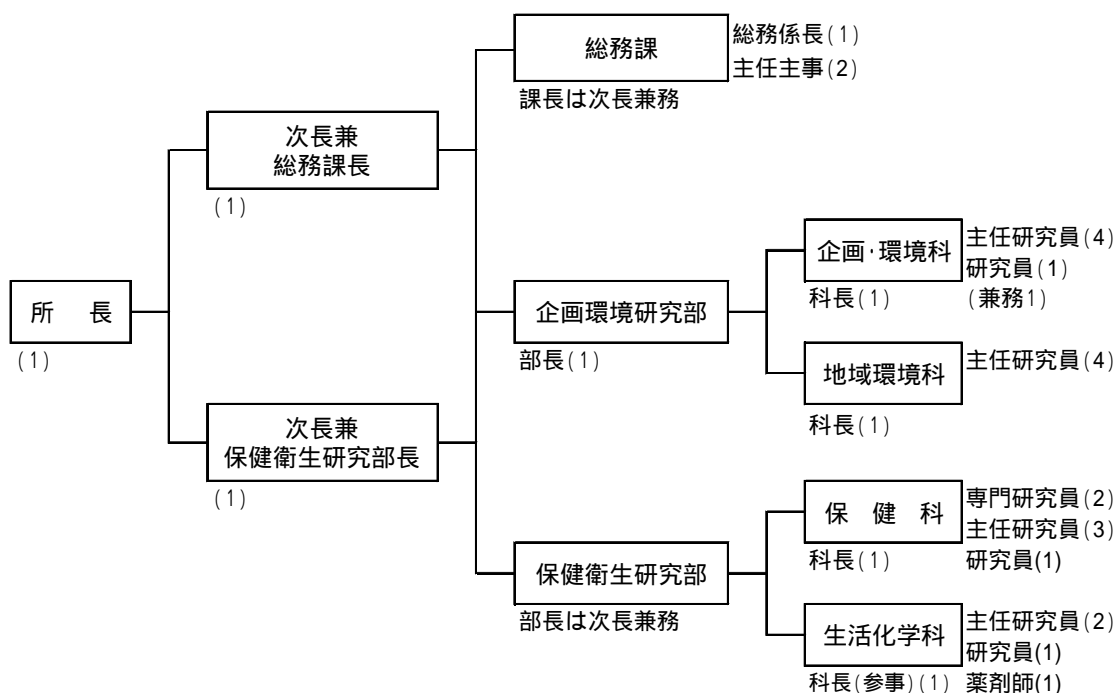 所　長
(1)
次長兼
総務課長
(1)
次長兼
保健衛生研究部長
(1)
総務課
総務係長(1)
主任主事(2)
課長は次長兼務
企画環境研究部
部長(1)
企画・環境科
主任研究員(4)
研究員(1)
(兼務1)
科長(1)
地域環境科
主任研究員(4)
科長(1)
保健衛生研究部
部長は次長兼務
保　健　科
専門研究員(2)
主任研究員(3)
研究員(1)
科長(1)
生活化学科
主任研究員(2)
研究員(1)
薬剤師(1)
科長(参事)(1)